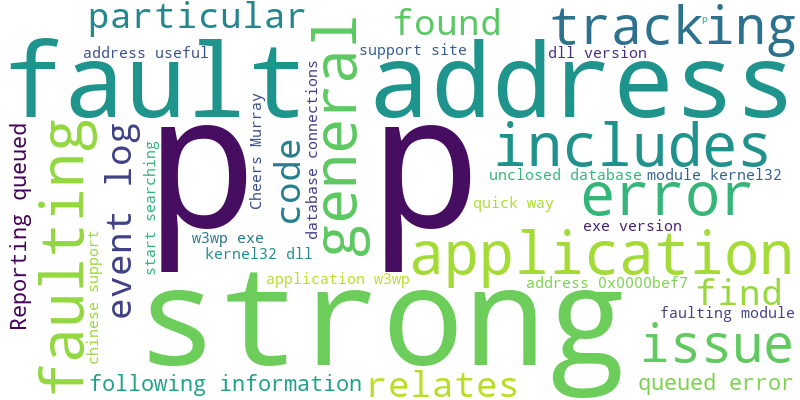 particular
found
tracking
p
address useful
support site
dll version
fault address
general
p p
includes
Reporting queued
faulting
event log
start searching
Cheers Murray
code
database connections
unclosed database
module kernel32
error
quick way
exe version
w3wp exe
kernel32 dll
chinese support
application
application w3wp
address 0x0000bef7
find
strong
faulting module
issue
following information
relates
queued error